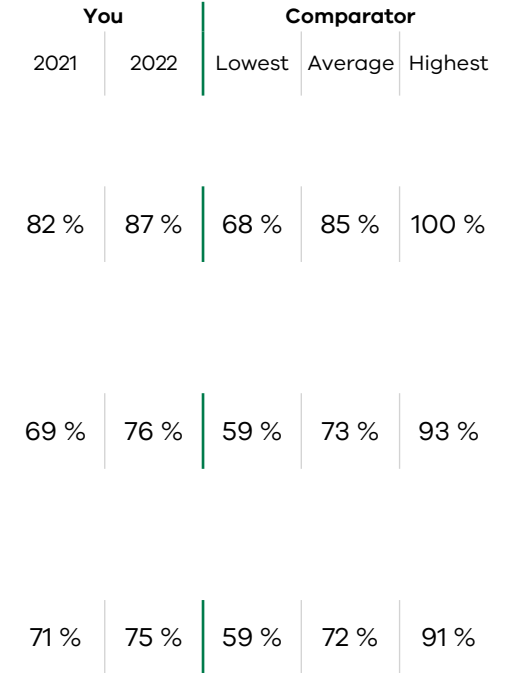 You Comparator
2021 2022 Lowest Average Highest
82 % 87 % 68 % 85 % 100 %
69 % 76 % 59 % 73 % 93 %
71 % 75 % 59 % 72 % 91 %